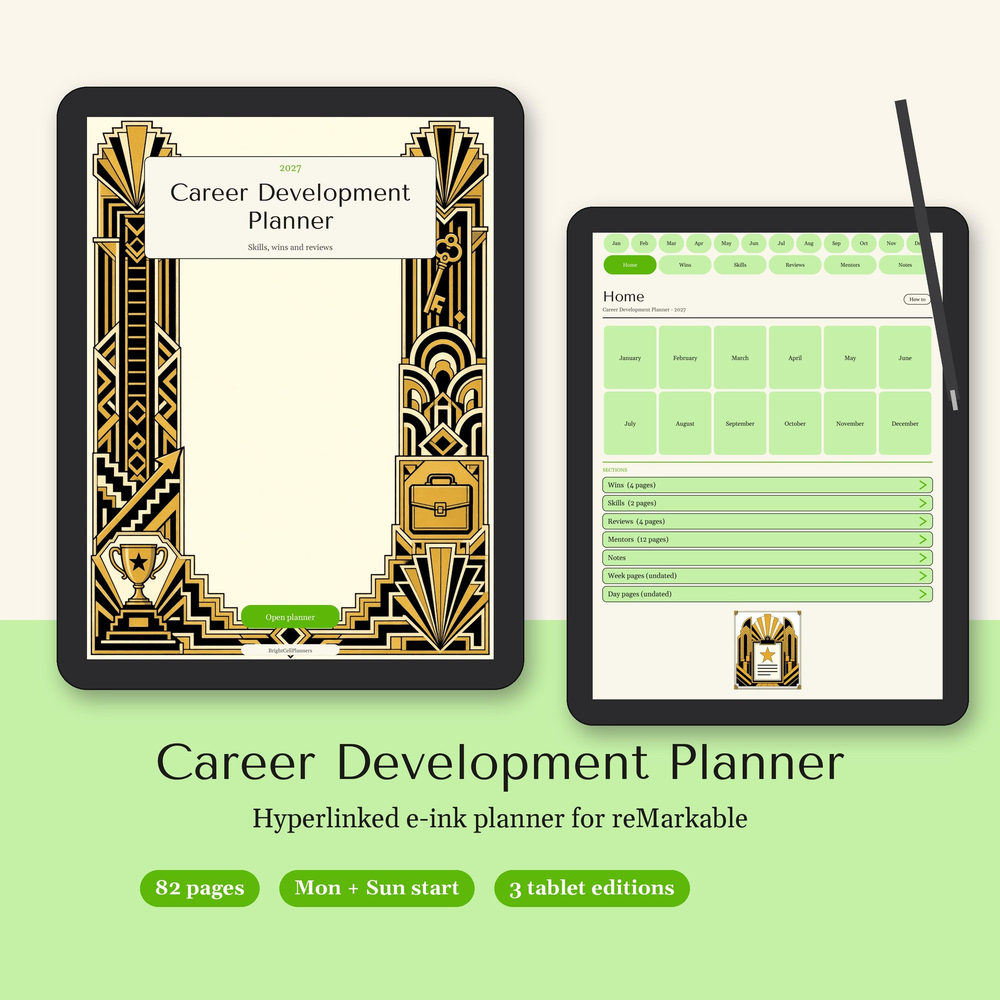 2027
Career Development
Planner
Skills, wins and reviews
Open planner
BrightCellPlanners
Jan Feb Mar Apr May Jun Jul Aug Sep Oct Nov
Home Wins Skills Reviews Mentors Notes
Home
How to
Career Development Planner - 2027
January February March April May June
July August September October November December
SECTIONS
Wins (4 pages)
Skills (2 pages)
Reviews (4 pages)
Mentors (12 pages)
Notes
Week pages (undated)
Day pages (undated)
Career Development Planner
Hyperlinked e-ink planner for reMarkable
82 pages
Mon + Sun start
3 tablet editions